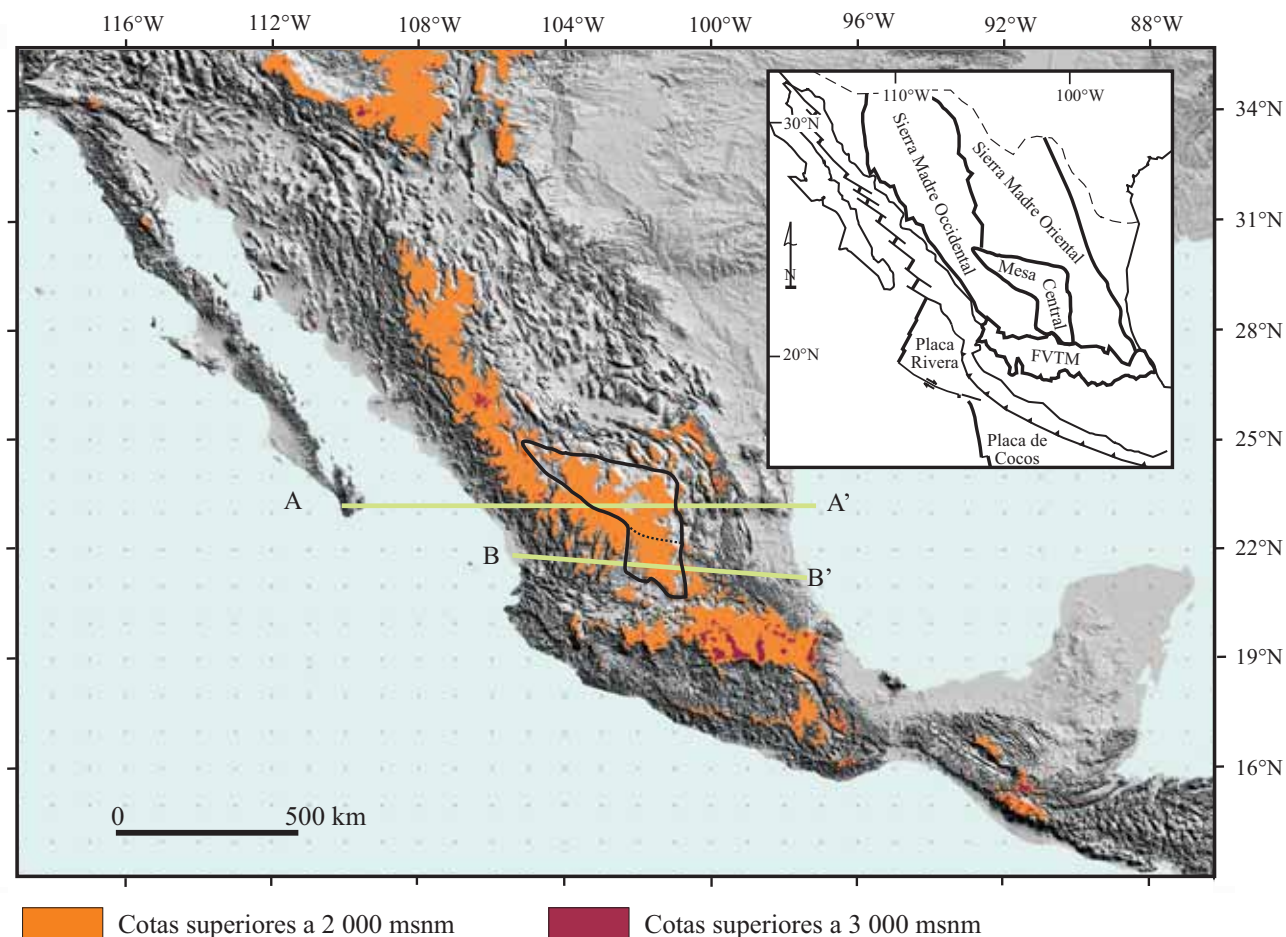 116°W 112°W 108°W 104°W 100°W 96°W 92°W 88°W
34°N
31°N
28°N
25°N
22°N
19°N
16°N
110°W
100°W
30°N
20°N
Sierra Madre Occidental
Sierra Madre Oriental
Mesa
Central
N
Placa
Rivera
FVTM
Placa de
Cocos
A
A'
B
B'
0 500 km
Cotas superiores a 2 000 msnm
Cotas superiores a 3 000 msnm